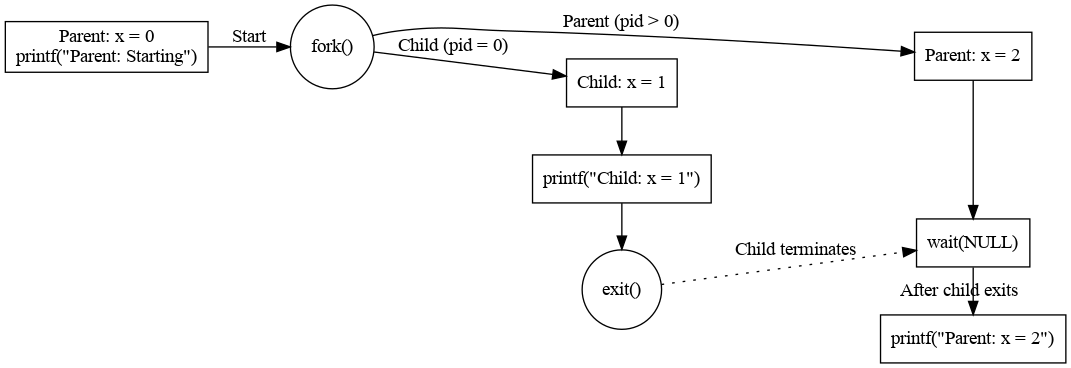 Parent: x = 0
printf("Parent: Starting")
Start
fork()
Parent (pid > 0)
Child (pid = 0)
Parent: x = 2
Child: x = 1
printf("Child: x = 1")
exit()
Child terminates
wait(NULL)
After child exits
printf("Parent: x = 2")